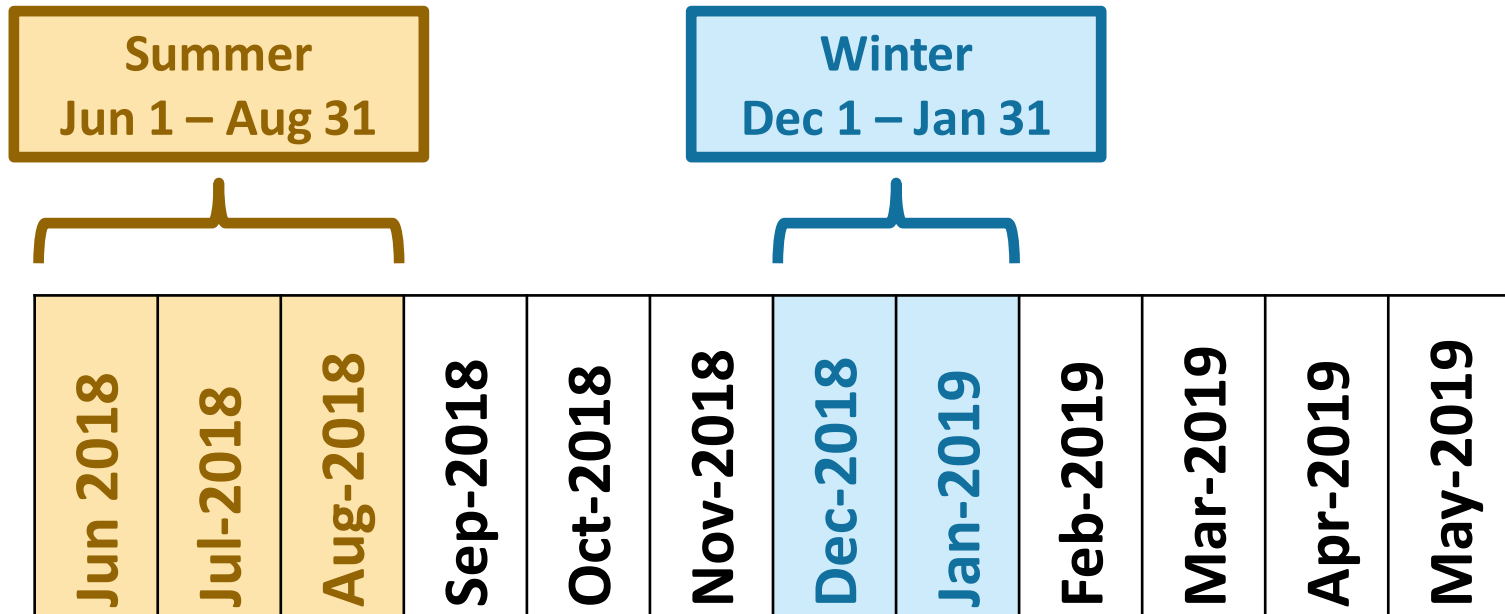 Summer
Jun 1 – Aug 31
Winter
Dec 1 – Jan 31
Jun 2018
Jul-2018
Aug-2018
Sep-2018
Oct-2018
Nov-2018
Dec-2018
Jan-2019
Feb-2019
Mar-2019
Apr-2019
May-2019